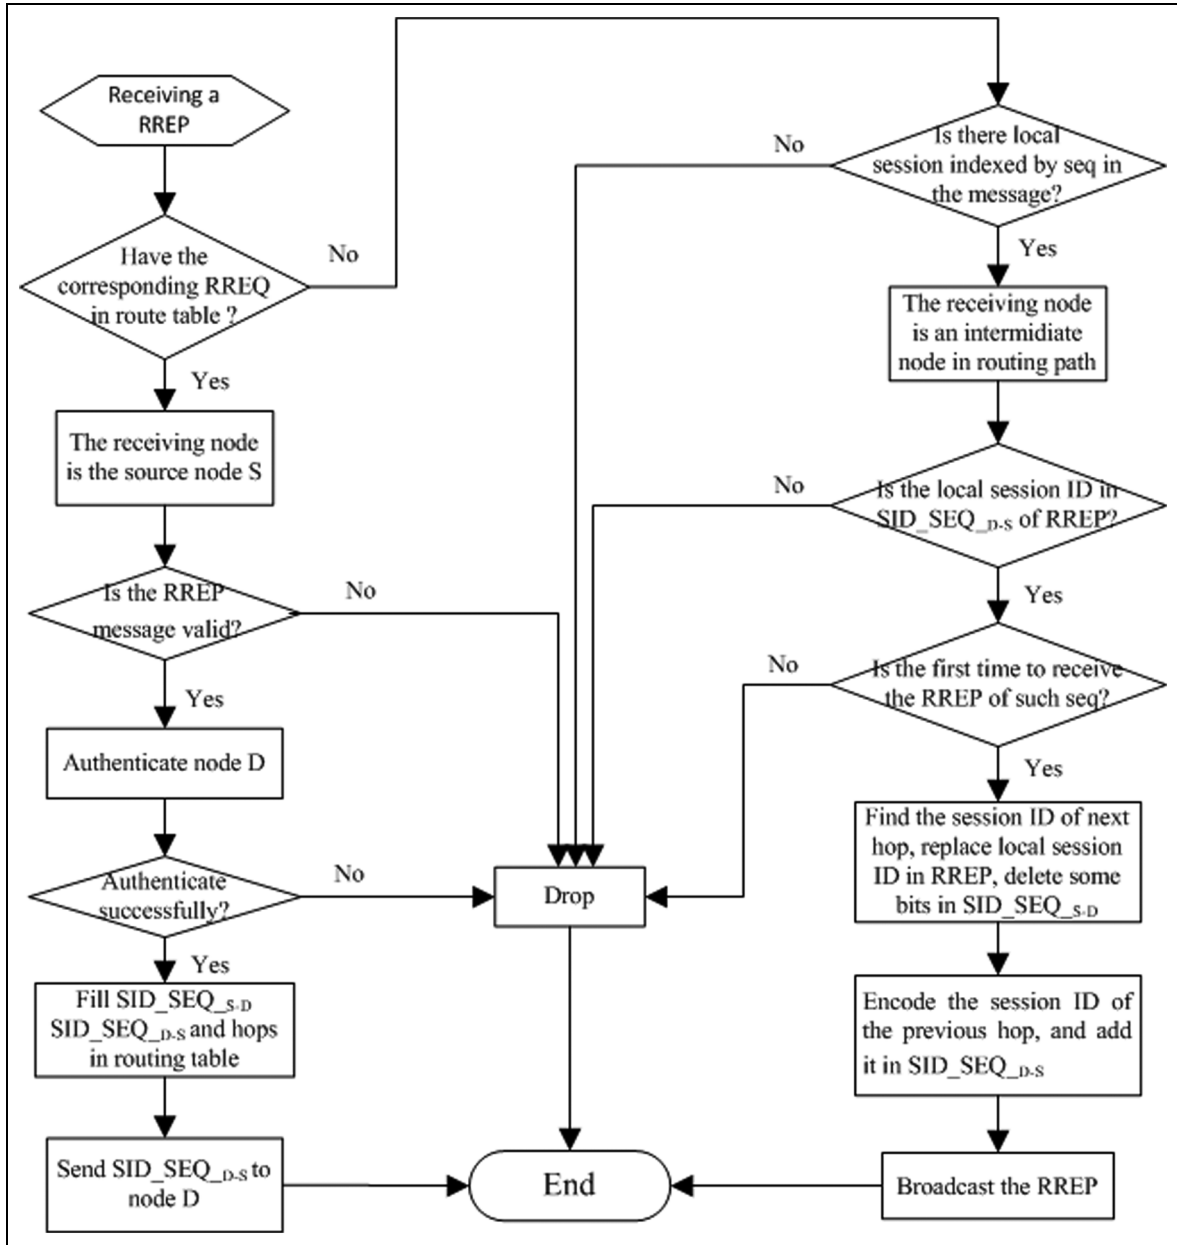 Receiving a
RREP
Have the
corresponding RREQ
in route table ?
No
Yes
The receiving node
is the source node S
Is the RREP
message valid?
No
Yes
Authenticate node D
Authenticate
successfully?
No
Yes
Fill SID_SEQ_S-D
SID_SEQ_D-S and hops
in routing table
Send SID_SEQ_D-S to
node D
Drop
End
Is there local
session indexed by seq in
the message?
No
Yes
The receiving node
is an intermidiate
node in routing path
Is the local session ID in
SID_SEQ_D-S of RREP?
No
Yes
Is the first time to receive
the RREP of such seq?
No
Yes
Find the session ID of next
hop, replace local session
ID in RREP, delete some
bits in SID_SEQ_S-D
Encode the session ID of
the previous hop, and add
it in SID_SEQ_D-S
Broadcast the RREP